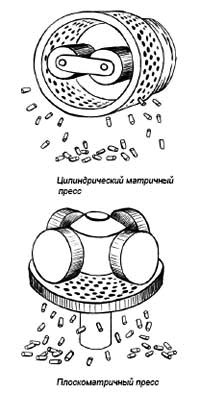 Цилиндрический матричный
пресс
Плоскоматричный пресс